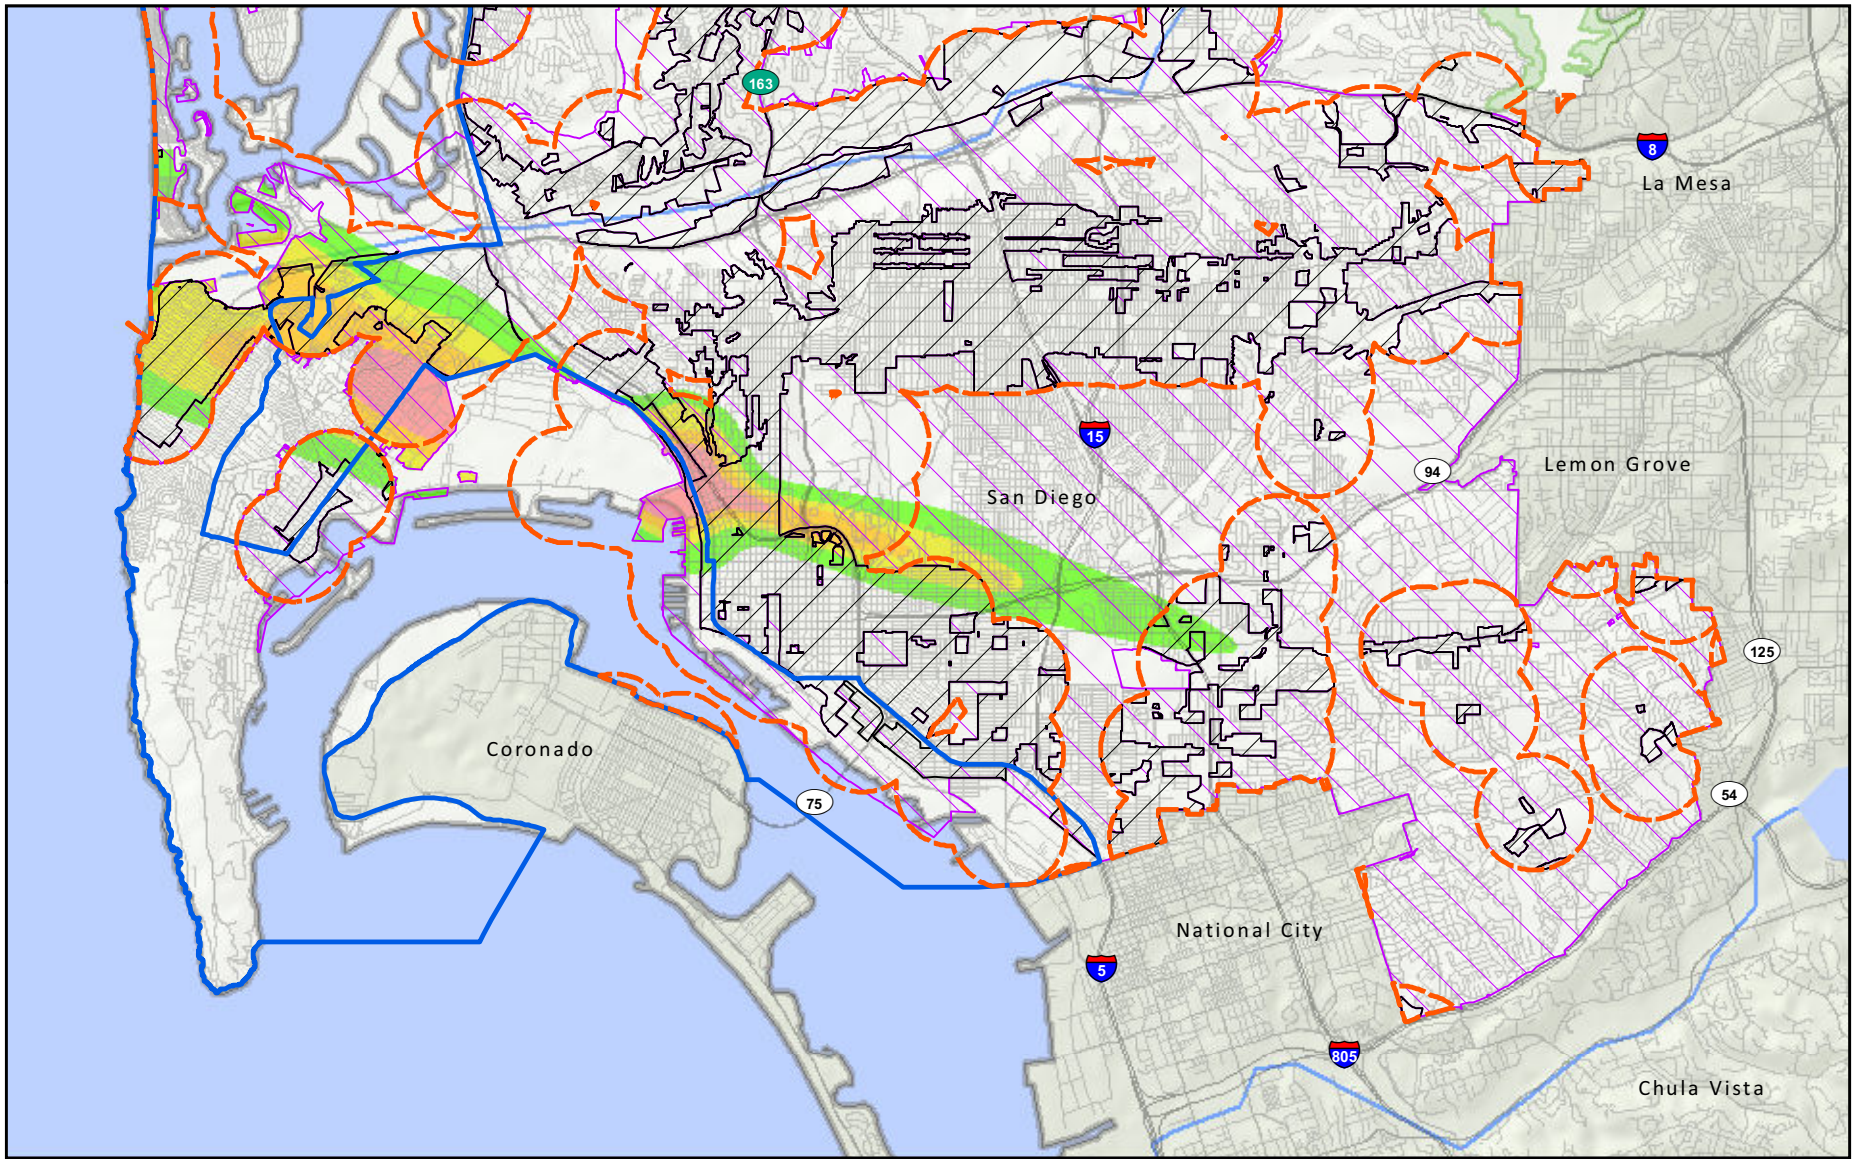 163
8
La Mesa
15
94
Lemon Grove
San Diego
125
Coronado
75
54
National City
5
805
Chula Vista